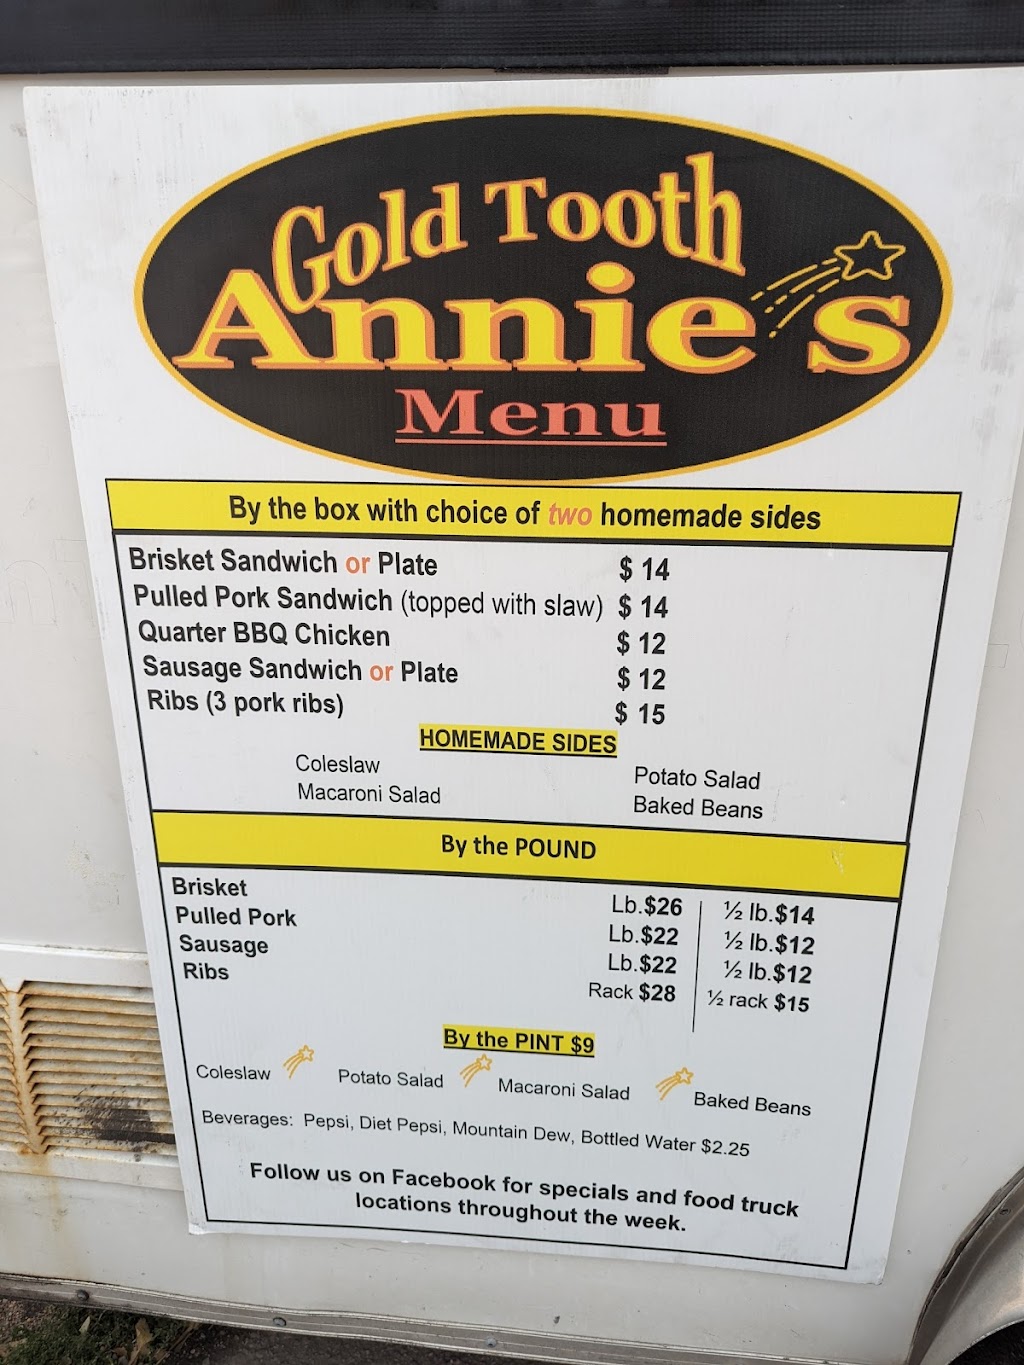 Gold Tooth
Annie's
Menu
By the box with choice of two homemade sides
Brisket Sandwich or Plate $ 14
Pulled Pork Sandwich (topped with slaw) $ 14
Quarter BBQ Chicken $ 12
Sausage Sandwich or Plate $ 12
Ribs (3 pork ribs) $ 15
HOMEMADE SIDES
Coleslaw Potato Salad
Macaroni Salad Baked Beans
By the POUND
Brisket Lb.$26 ½ lb.$14
Pulled Pork Lb.$22 ½ lb.$12
Sausage Lb.$22 ½ lb.$12
Ribs Rack $28 ½ rack $15
By the PINT $9
Coleslaw Potato Salad Macaroni Salad Baked Beans
Beverages: Pepsi, Diet Pepsi, Mountain Dew, Bottled Water $2.25
Follow us on Facebook for specials and food truck
locations throughout the week.